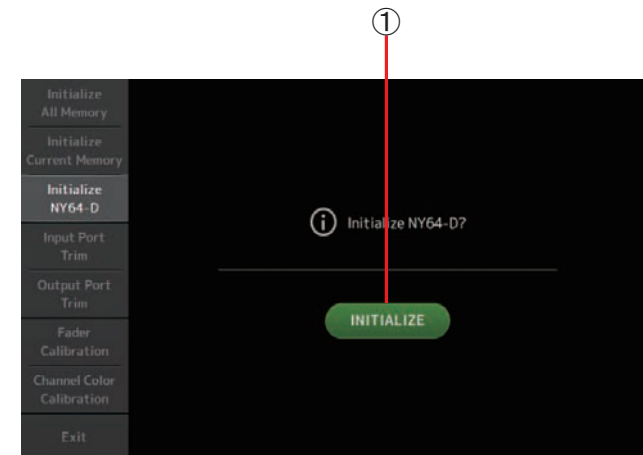 ①
Initialize
All Memory
Initialize
Current Memory
Initialize
NY64-D
Input Port
Trim
Output Port
Trim
Fader
Calibration
Channel Color
Calibration
Exit
Initialize NY64-D?
INITIALIZE